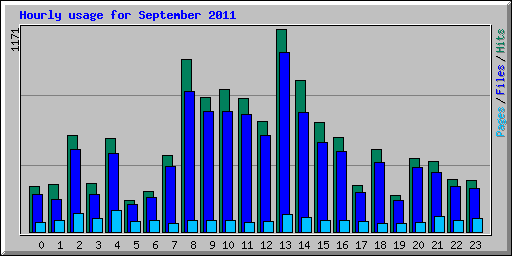 Hourly usage for September 2011
1171
Pages / Files / Hits
0 1 2 3 4 5 6 7 8 9 10 11 12 13 14 15 16 17 18 19 20 21 22 23